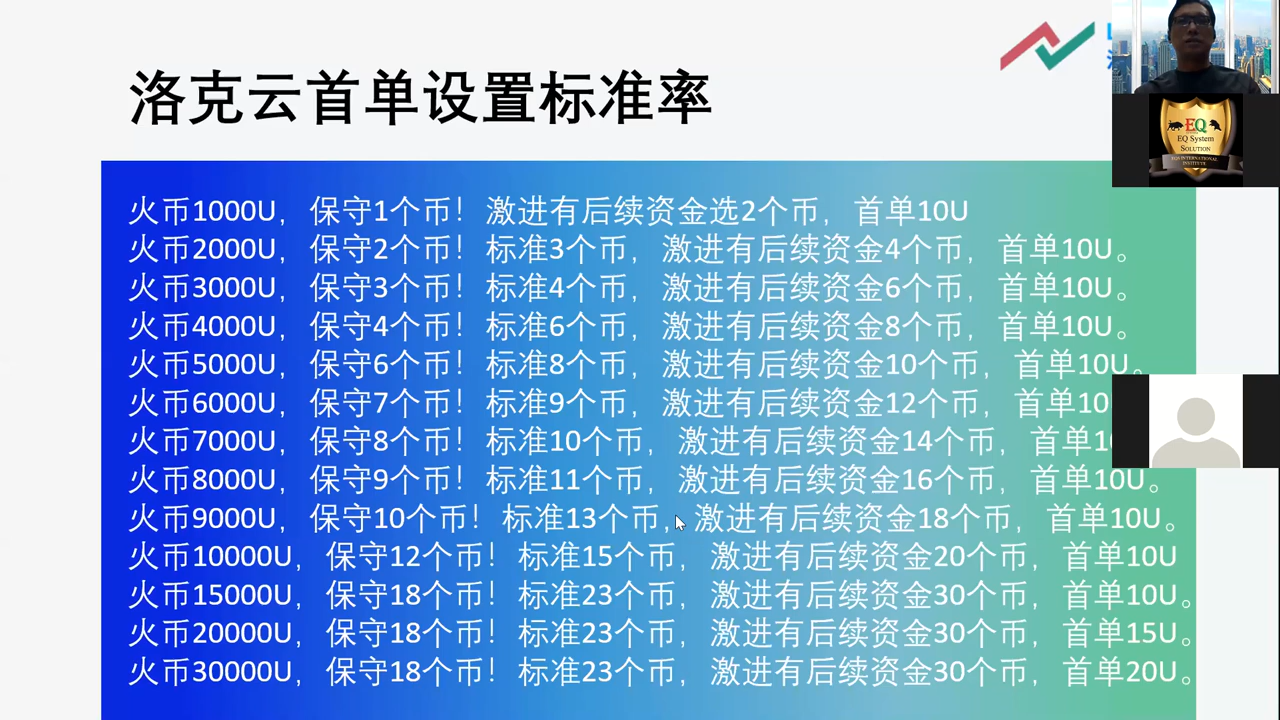 洛克云首单设置标准率
火币1000U，保守1个币！激进有后续资金选2个币，首单10U
火币2000U，保守2个币！标准3个币，激进有后续资金4个币，首单10U。
火币3000U，保守3个币！标准4个币，激进有后续资金6个币，首单10U。
火币4000U，保守4个币！标准6个币，激进有后续资金8个币，首单10U。
火币5000U，保守6个币！标准8个币，激进有后续资金10个币，首单10U。
火币6000U，保守7个币！标准9个币，激进有后续资金12个币，首单10
火币7000U，保守8个币！标准10个币，激进有后续资金14个币，首单1
火币8000U，保守9个币！标准11个币，激进有后续资金16个币，首单10U。
火币9000U，保守10个币！标准13个币，激进有后续资金18个币，首单10U。
火币10000U，保守12个币！标准15个币，激进有后续资金20个币，首单10U
火币15000U，保守18个币！标准23个币，激进有后续资金30个币，首单10U。
火币20000U，保守18个币！标准23个币，激进有后续资金30个币，首单15U。
火币30000U，保守18个币！标准23个币，激进有后续资金30个币，首单20U。
EQ
EQ System
SOLUTION
EQS INTERNATIONAL
INSTITUTE